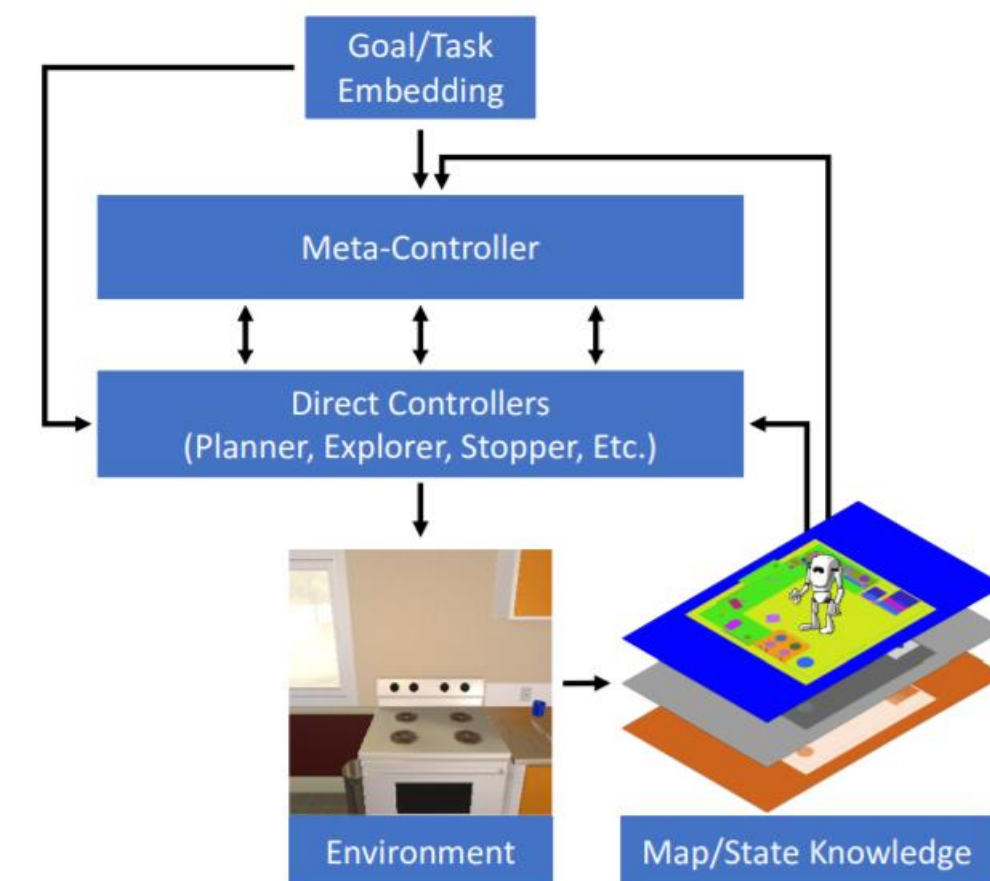 Goal/Task
Embedding
Meta-Controller
Direct Controllers
(Planner, Explorer, Stopper, Etc.)
Environment
Map/State Knowledge